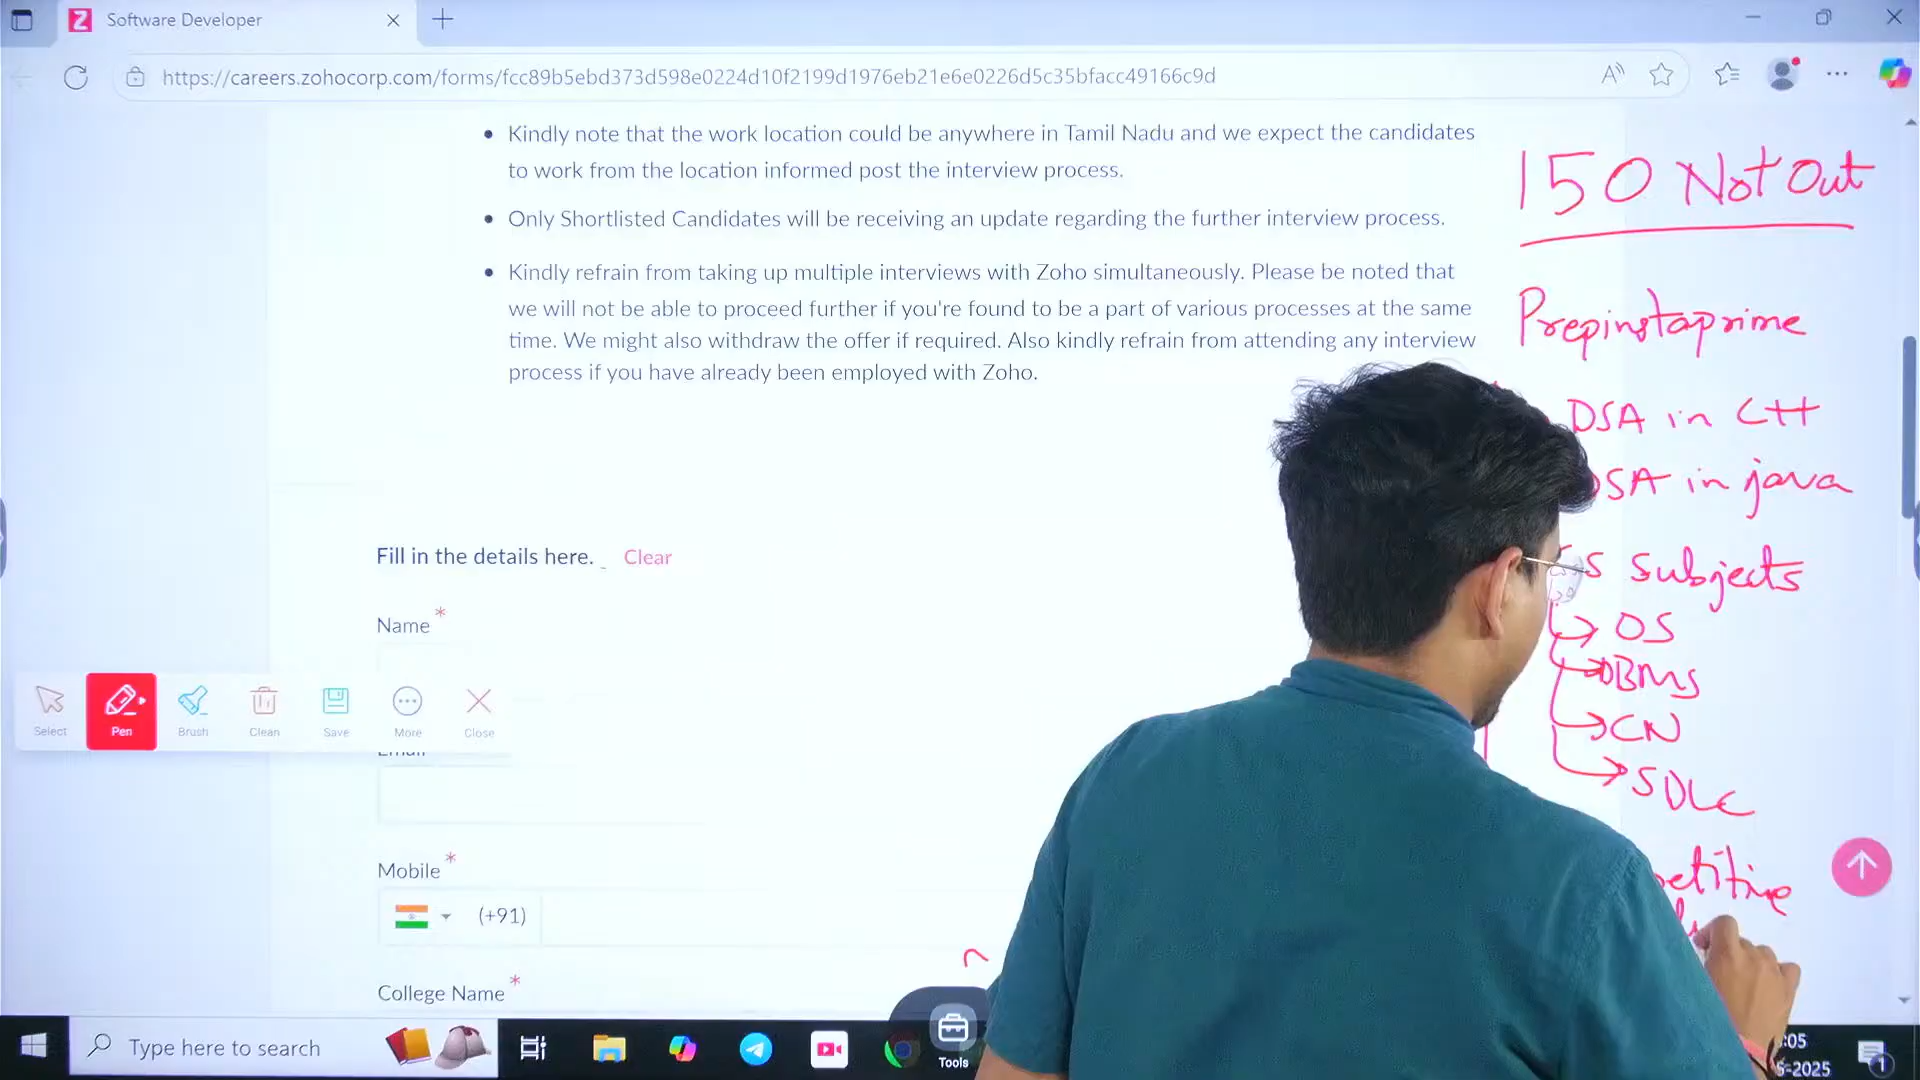 Software Developer
https://careers.zohocorp.com/forms/fcc89b5ebd373d598e0224d10f2199d1976eb21e6e0226d5c35bfacc49166c9d
Kindly note that the work location could be anywhere in Tamil Nadu and we expect the candidates
to work from the location informed post the interview process.
Only Shortlisted Candidates will be receiving an update regarding the further interview process.
Kindly refrain from taking up multiple interviews with Zoho simultaneously. Please be noted that
we will not be able to proceed further if you're found to be a part of various processes at the same
time. We might also withdraw the offer if required. Also kindly refrain from attending any interview
process if you have already been employed with Zoho.
150 Not Out
Prepinstaprime
DSA in C++
DSA in java
CS Subjects
OS
DBMS
CN
SDLC
Fill in the details here. Clear
Name *
Select Pen Brush Clean Save More Close
Email
Mobile *
(+91)
College Name *
Type here to search
Tools
:05
-2025
1